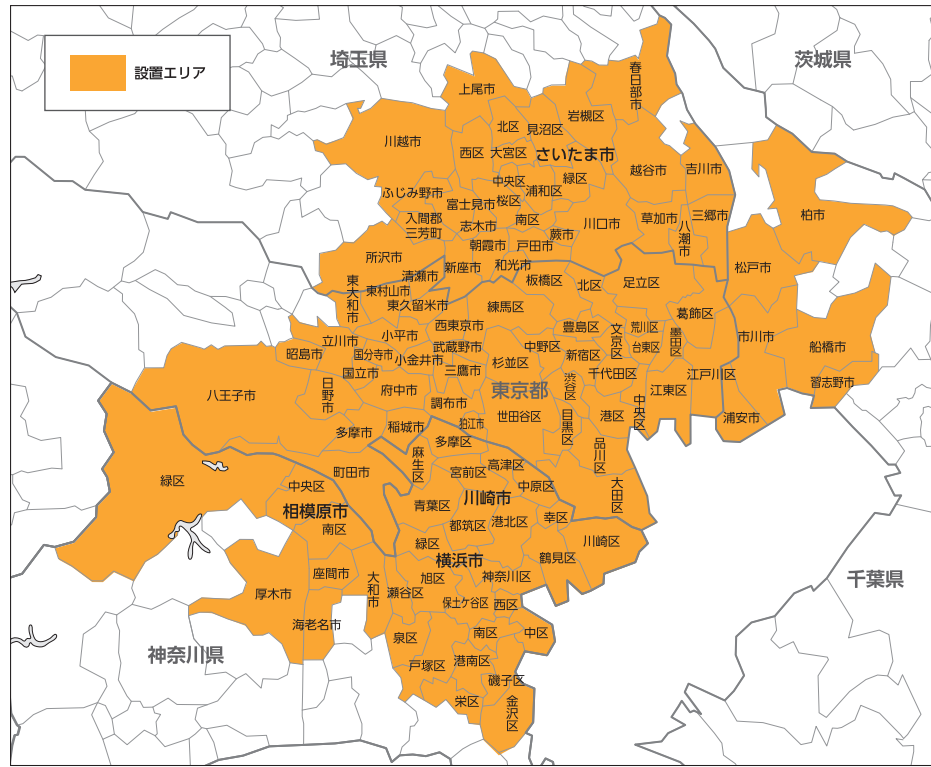 埼玉県
茨城県
設置エリア
春日部市
上尾市
岩槻区
北区
見沼区
川越市
西区
大宮区
さいたま市
越谷市
吉川市
中央区
緑区
ふじみ野市
浦和区
富士見市
桜区
柏市
入間郡
三芳町
志木市
南区
川口市
草加市
八潮市
三郷市
朝霞市
戸田市
蕨市
所沢市
新座市
和光市
松戸市
清瀬市
東大和市
東村山市
板橋区
北区
足立区
東久留米市
練馬区
葛飾区
西東京市
豊島区
文京区
荒川区
墨田区
市川市
立川市
小平市
武蔵野市
中野区
台東区
船橋市
昭島市
国分寺市
小金井市
杉並区
新宿区
国立市
三鷹市
千代田区
江戸川区
習志野市
八王子市
日野市
府中市
調布市
東京都
渋谷区
中央区
江東区
狛江市
世田谷区
目黒区
港区
浦安市
多摩市
稲城市
多摩区
品川区
麻生区
町田市
宮前区
高津区
緑区
中央区
中原区
大田区
相模原市
青葉区
川崎市
南区
都筑区
港北区
幸区
川崎区
緑区
横浜市
鶴見区
座間市
大和市
旭区
神奈川区
千葉県
厚木市
瀬谷区
保土ケ谷区
西区
海老名市
泉区
南区
中区
神奈川県
戸塚区
港南区
磯子区
栄区
金沢区